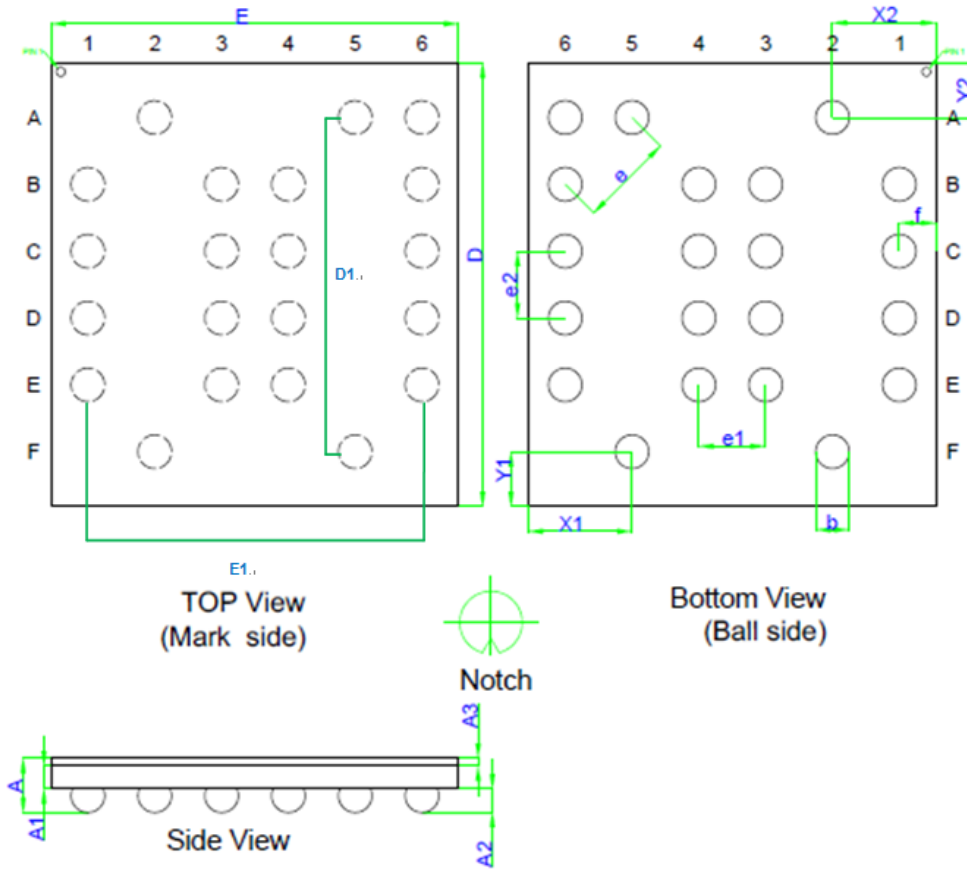 E
X2
1 2 3 4 5 6
6 5 4 3 2 1
Y2
A
A
B
B
C
C
D
D
E
E
F
F
D1.,
D
e
e2
f
e1
Y1
X1
b
E1.,
TOP View
(Mark side)
Bottom View
(Ball side)
Notch
A3
A
A1
A2
Side View